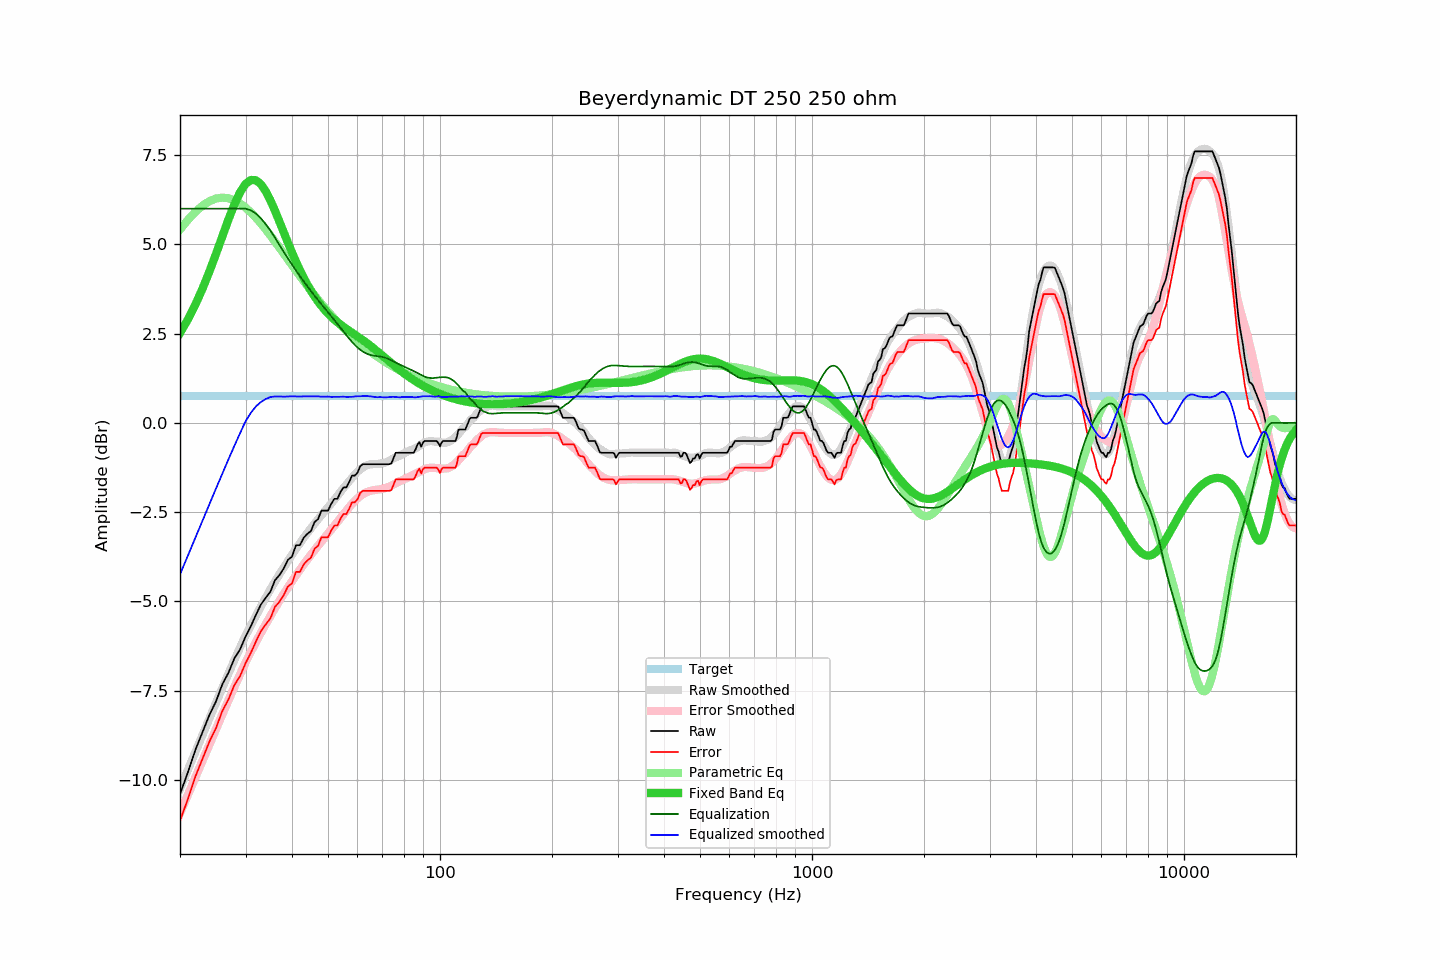 Beyerdynamic DT 250 250 ohm
7.5
5.0
2.5
0.0
−2.5
−5.0
−7.5
−10.0
Amplitude (dBr)
Target
Raw Smoothed
Error Smoothed
Raw
Error
Parametric Eq
Fixed Band Eq
Equalization
Equalized smoothed
100
1000
10000
Frequency (Hz)